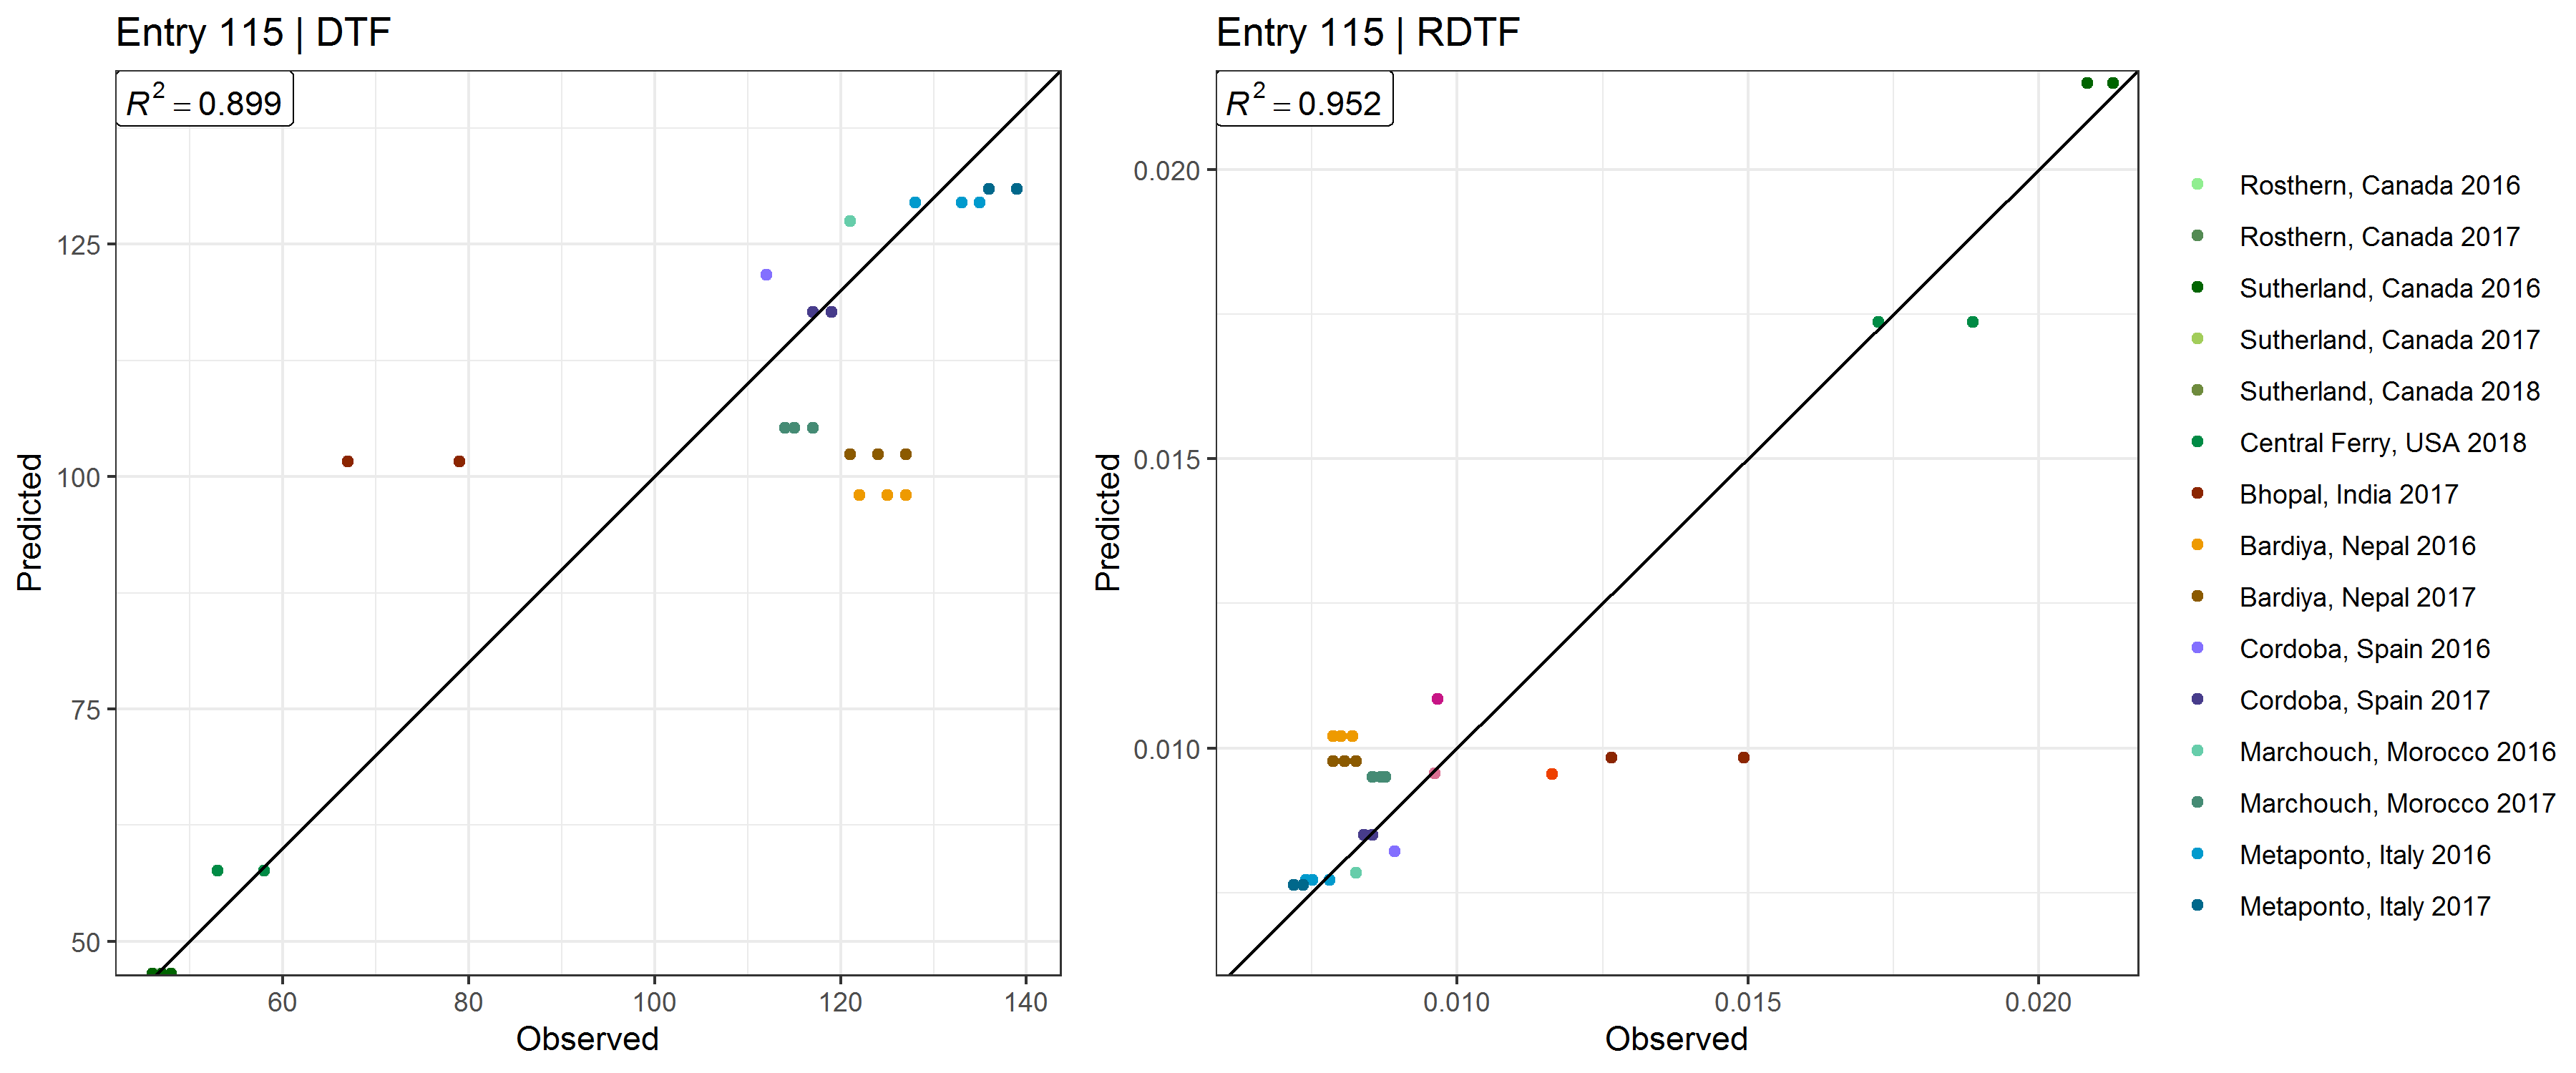 Entry 115 | DTF
R² = 0.899
125
100
75
50
60 80 100 120 140
Observed
Predicted
Entry 115 | RDTF
R² = 0.952
0.020
0.015
0.010
0.010 0.015 0.020
Observed
Predicted
Rosthern, Canada 2016
Rosthern, Canada 2017
Sutherland, Canada 2016
Sutherland, Canada 2017
Sutherland, Canada 2018
Central Ferry, USA 2018
Bhopal, India 2017
Bardiya, Nepal 2016
Bardiya, Nepal 2017
Cordoba, Spain 2016
Cordoba, Spain 2017
Marchouch, Morocco 2016
Marchouch, Morocco 2017
Metaponto, Italy 2016
Metaponto, Italy 2017